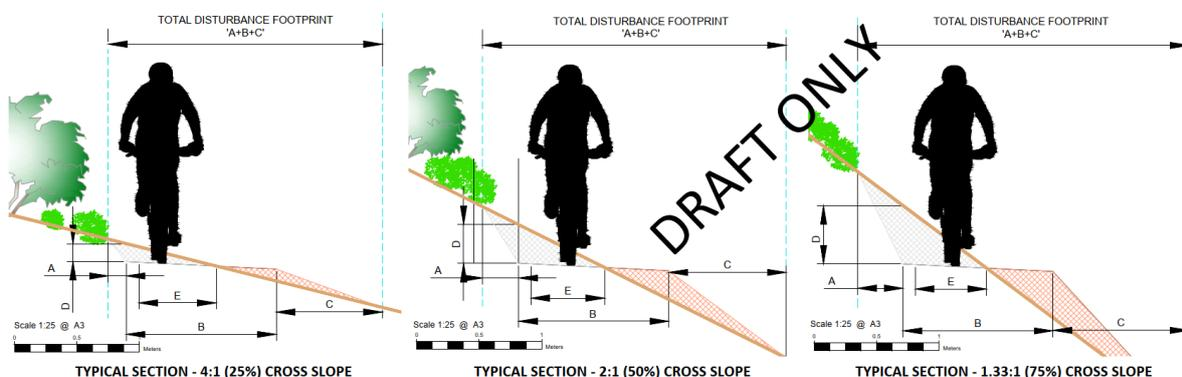 TOTAL DISTURBANCE FOOTPRINT
'A+B+C'
A
D
E
B
C
Scale 1:25 @ A3
0
0.5
1
Meters
TYPICAL SECTION - 4:1 (25%) CROSS SLOPE
TOTAL DISTURBANCE FOOTPRINT
'A+B+C'
D
A
C
E
B
Scale 1:25 @ A3
0
0.5
1
Meters
TYPICAL SECTION - 2:1 (50%) CROSS SLOPE
DRAFT ONLY
TOTAL DISTURBANCE FOOTPRINT
'A+B+C'
D
A
E
B
C
Scale 1:25 @ A3
0
0.5
1
Meters
TYPICAL SECTION - 1.33:1 (75%) CROSS SLOPE